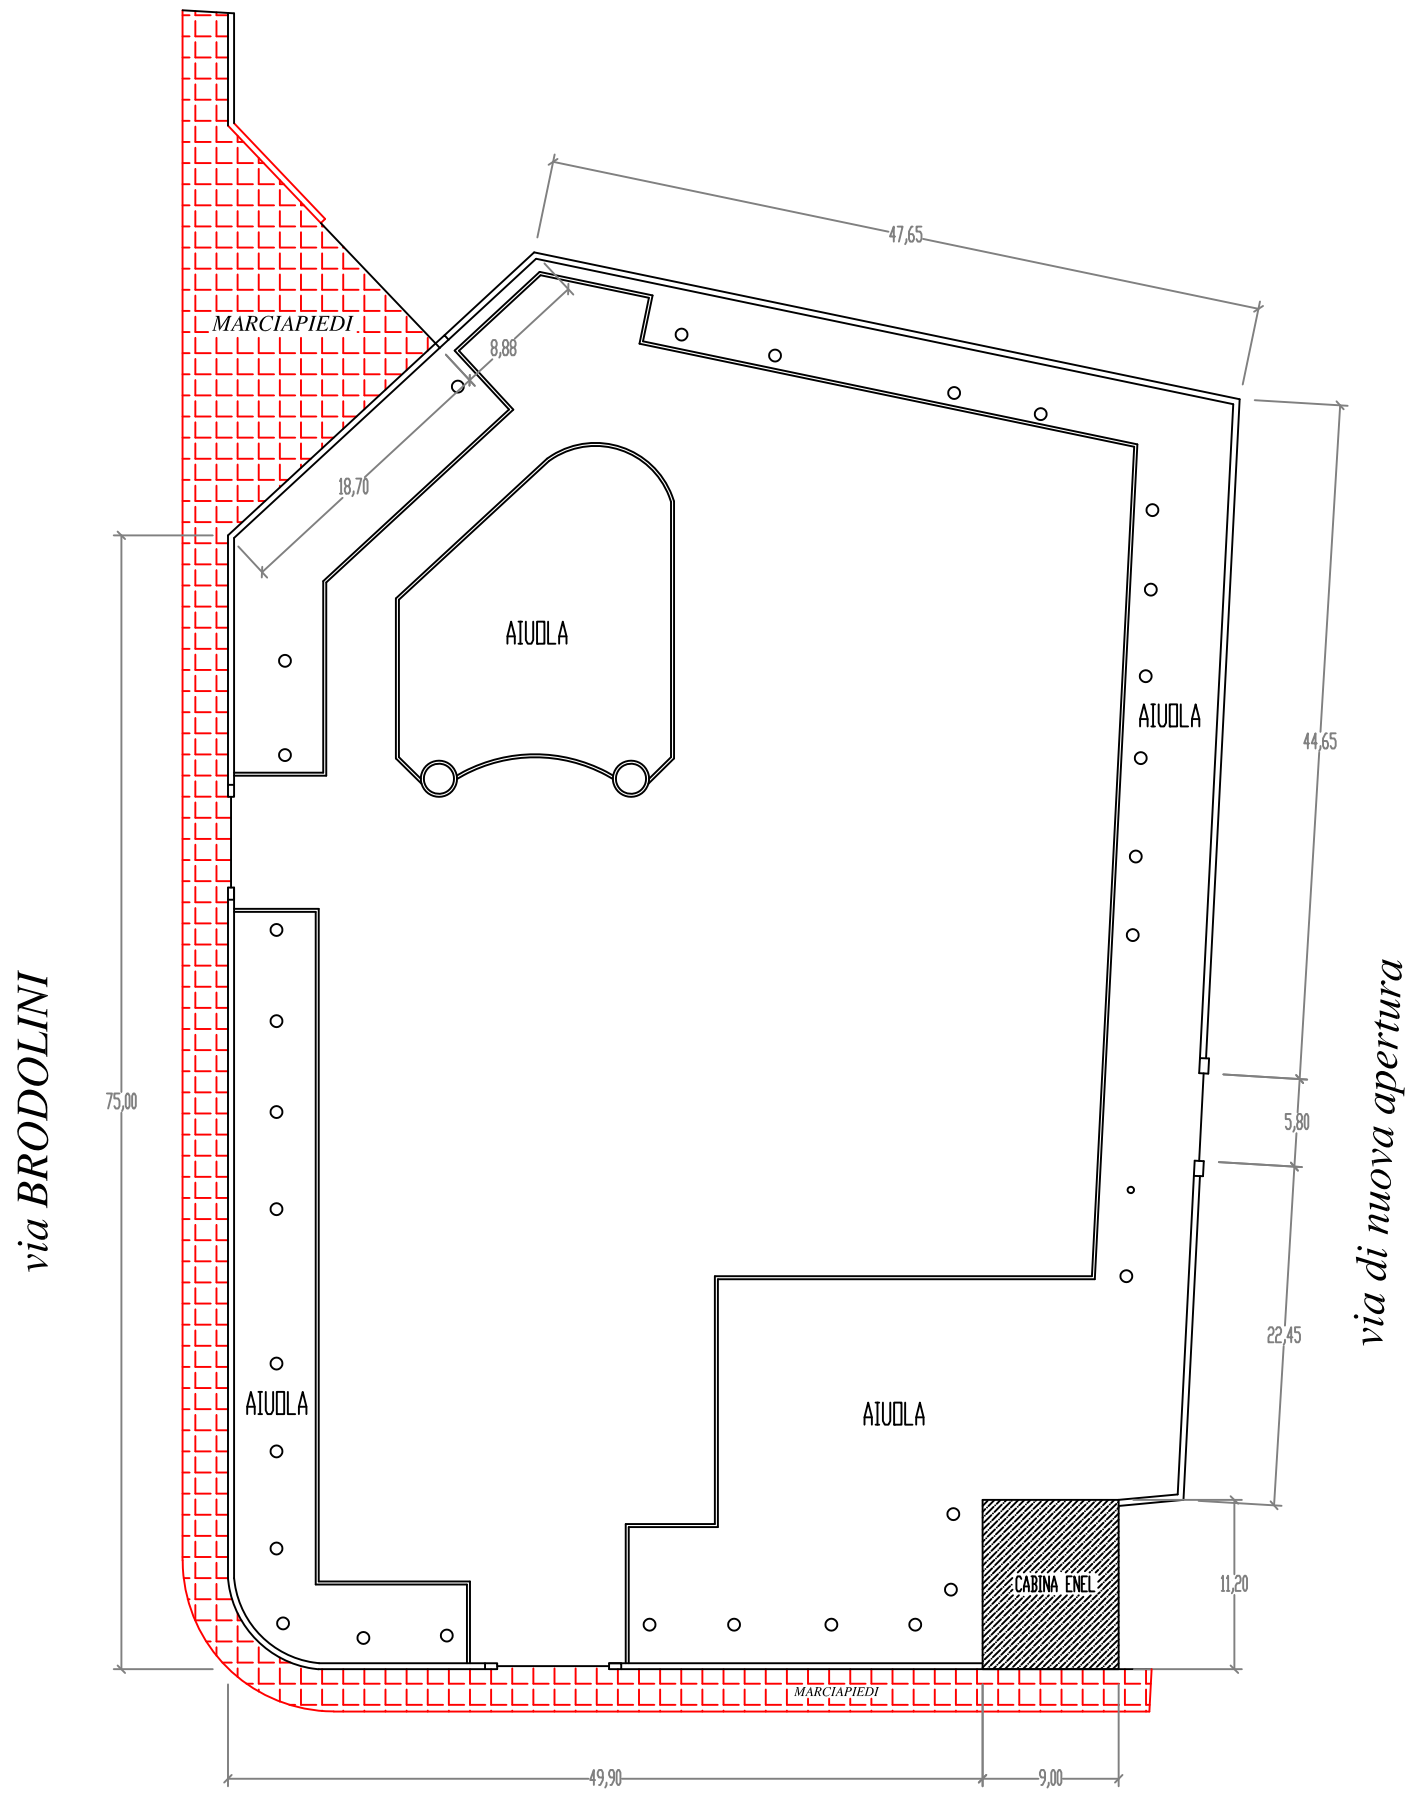 47,65
MARCIAPIEDI
8,88
18,70
AIUOLA
AIUOLA
44,65
via BRODOLINI
75,00
via di nuova apertura
5,80
22,45
AIUOLA
AIUOLA
CABINA ENEL
11,20
MARCIAPIEDI
49,90
9,00